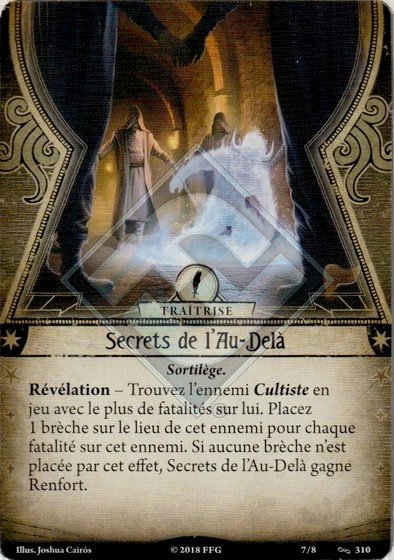 TRAÎTRISE
Secrets de l'Au-Delà
Sortilège.
Révélation – Trouvez l'ennemi Cultiste en
jeu avec le plus de fatalités sur lui. Placez
1 brèche sur le lieu de cet ennemi pour chaque
fatalité sur cet ennemi. Si aucune brèche n'est
placée par cet effet, Secrets de l'Au-Delà gagne
Renfort.
Illus. Joshua Cairós © 2018 FFG 7/8 310